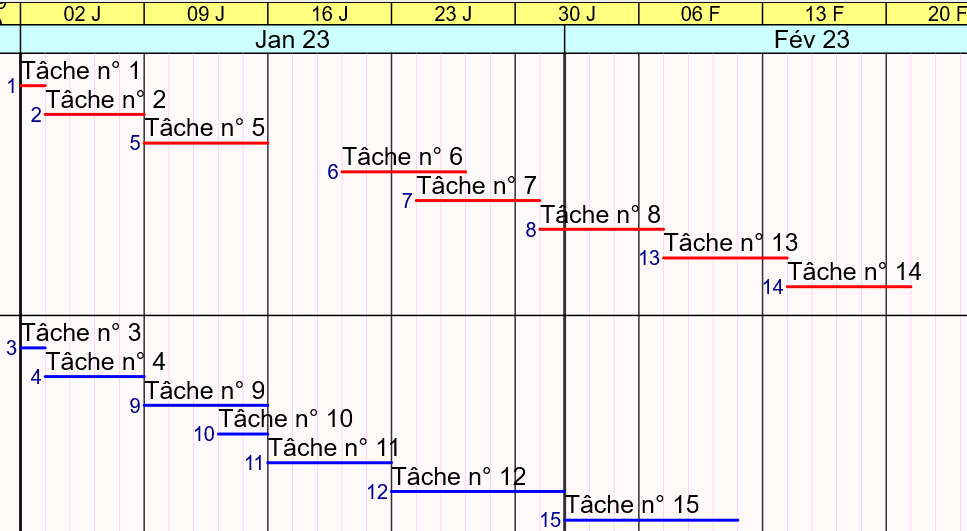 02 J 09 J 16 J 23 J 30 J 06 F 13 F 20 F
Jan 23 Fév 23
Tâche n° 1
1
Tâche n° 2
2
Tâche n° 5
5
Tâche n° 6
6
Tâche n° 7
7
Tâche n° 8
8
Tâche n° 13
13
Tâche n° 14
14
Tâche n° 3
3
Tâche n° 4
4
Tâche n° 9
9
Tâche n° 10
10
Tâche n° 11
11
Tâche n° 12
12
Tâche n° 15
15